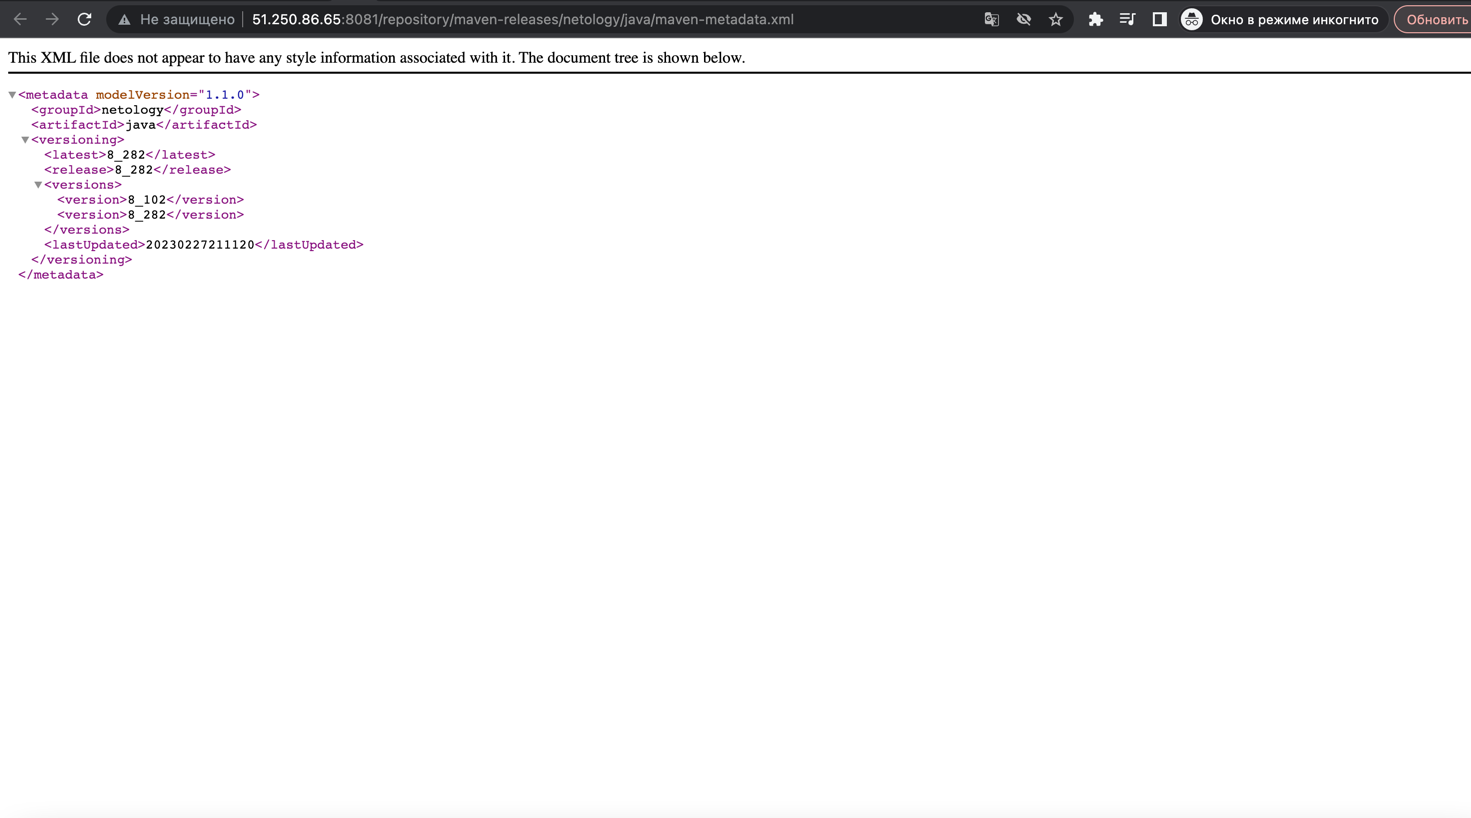 Не защищено 51.250.86.65:8081/repository/maven-releases/netology/java/maven-metadata.xml Окно в режиме инкогнито Обновить
This XML file does not appear to have any style information associated with it. The document tree is shown below.
<metadata modelVersion="1.1.0">
<groupId>netology</groupId>
<artifactId>java</artifactId>
<versioning>
<latest>8_282</latest>
<release>8_282</release>
<versions>
<version>8_102</version>
<version>8_282</version>
</versions>
<lastUpdated>20230227211120</lastUpdated>
</versioning>
</metadata>